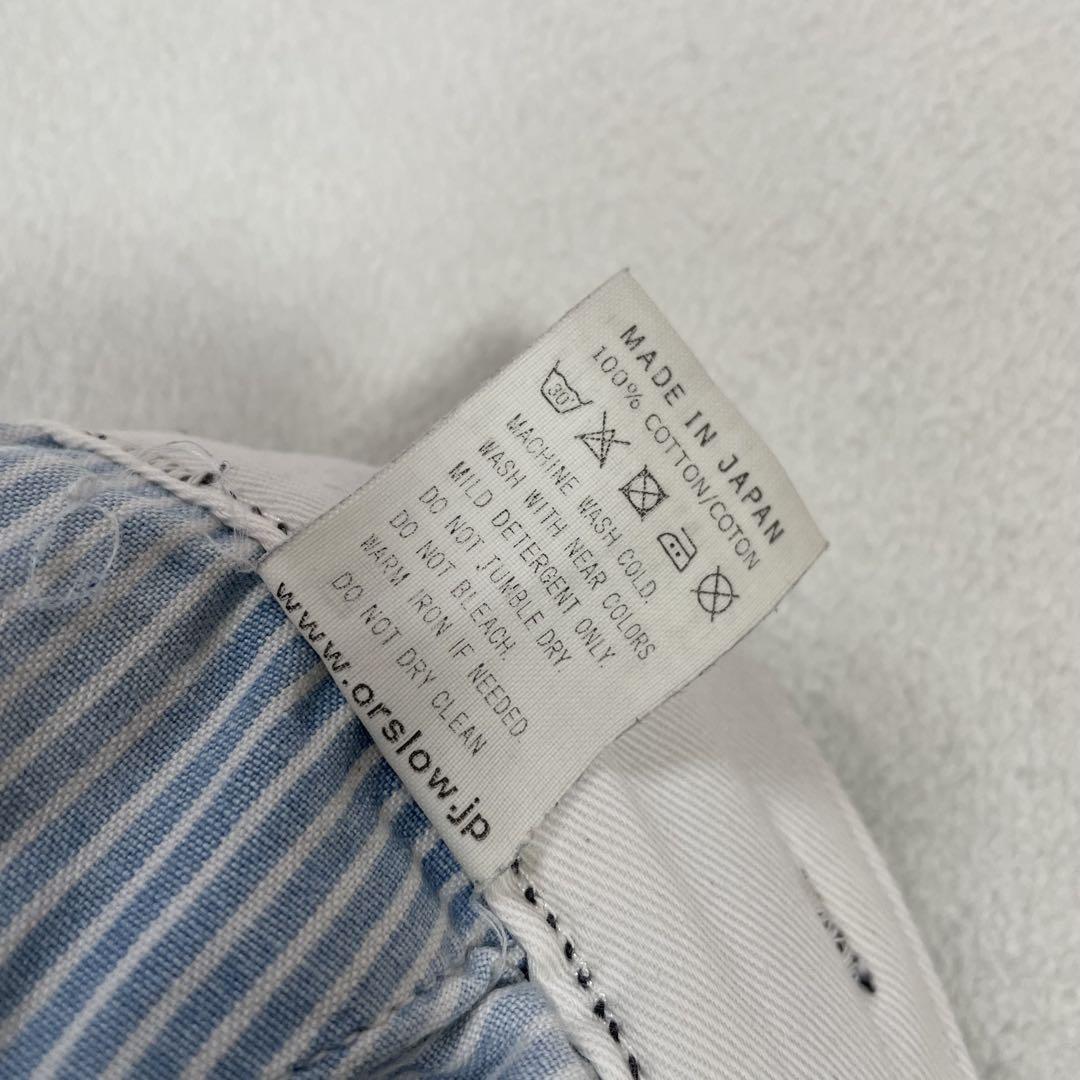 MADE IN JAPAN
100% COTTON/COTON
30°
MACHINE WASH COLD.
WASH WITH NEAR COLORS
MILD DETERGENT ONLY.
DO NOT JUMBLE DRY.
DO NOT BLEACH.
WARM IRON IF NEEDED.
DO NOT DRY CLEAN
www.orslow.jp